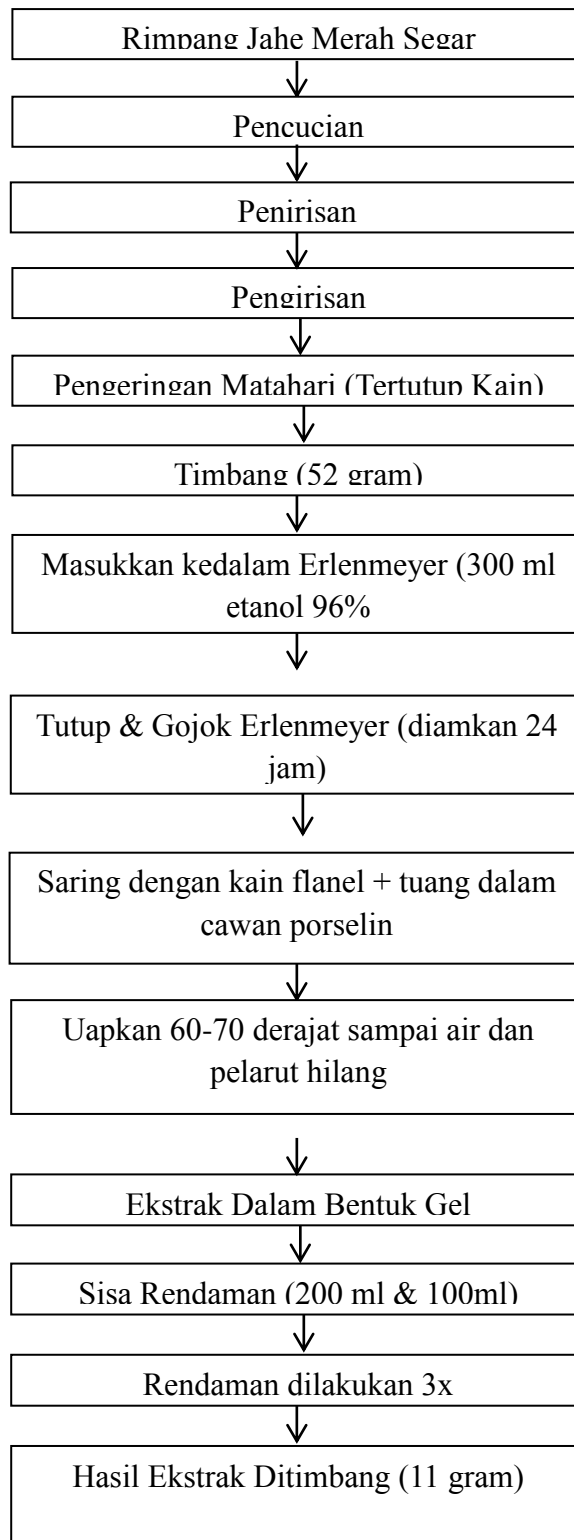 Rimpang Jahe Merah Segar
Pencucian
Penirisan
Pengirisan
Pengeringan Matahari (Tertutup Kain)
Timbang (52 gram)
Masukkan kedalam Erlenmeyer (300 ml
etanol 96%
Tutup & Gojok Erlenmeyer (diamkan 24
jam)
Saring dengan kain flanel + tuang dalam
cawan porselin
Uapkan 60-70 derajat sampai air dan
pelarut hilang
Ekstrak Dalam Bentuk Gel
Sisa Rendaman (200 ml & 100ml)
Rendaman dilakukan 3x
Hasil Ekstrak Ditimbang (11 gram)